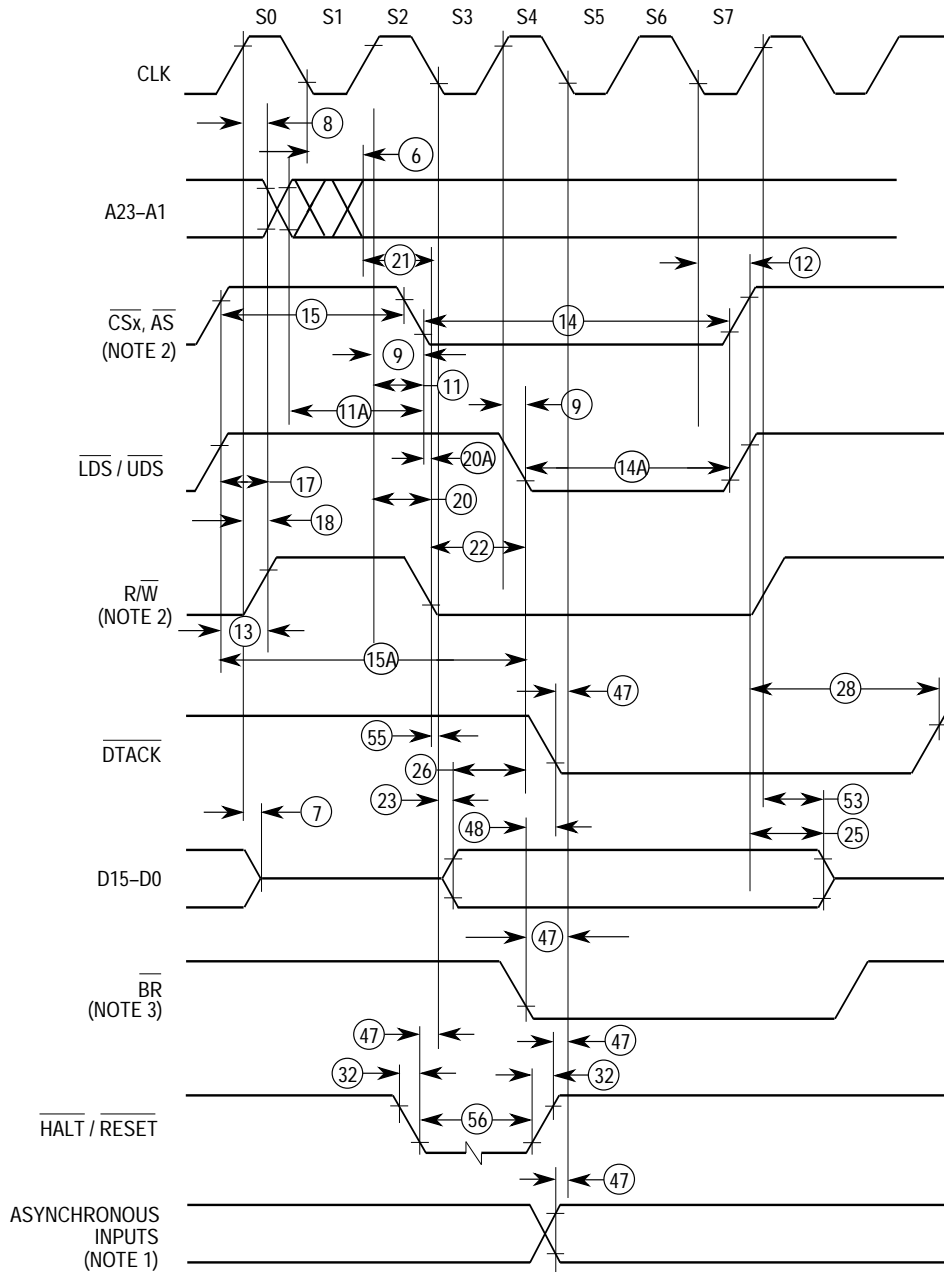 S0 S1 S2 S3 S4 S5 S6 S7
CLK
8
6
A23–A1
21
12
CSx, AS
(NOTE 2)
15
14
9
11
11A
9
LDS / UDS
20A
14A
17
20
18
22
R/W
(NOTE 2)
13
15A
47
28
DTACK
55
26
23
53
7
48
25
D15–D0
47
BR
(NOTE 3)
47
47
32
32
HALT / RESET
56
47
ASYNCHRONOUS
INPUTS
(NOTE 1)